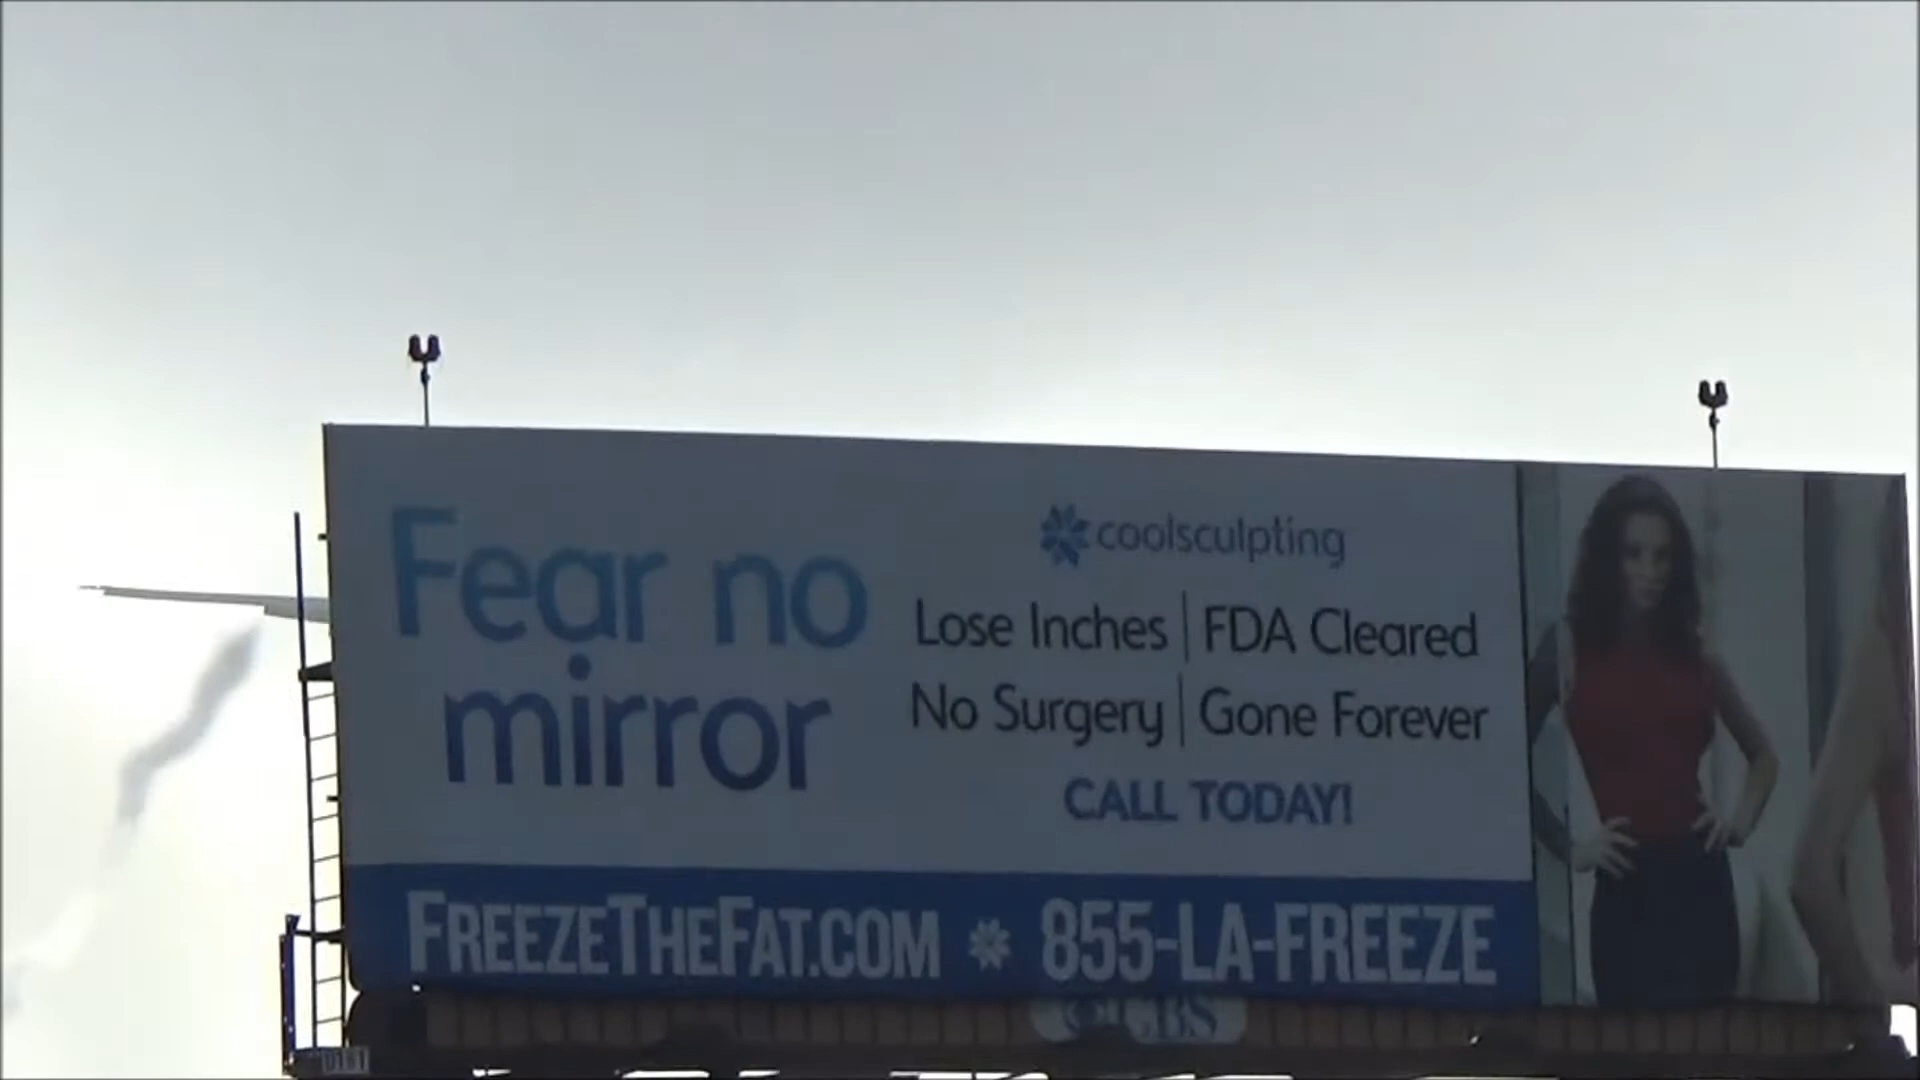 Fear no
mirror
coolsculpting
Lose Inches | FDA Cleared
No Surgery | Gone Forever
CALL TODAY!
FREEZETHEFAT.COM * 855-LA-FREEZE
CBS